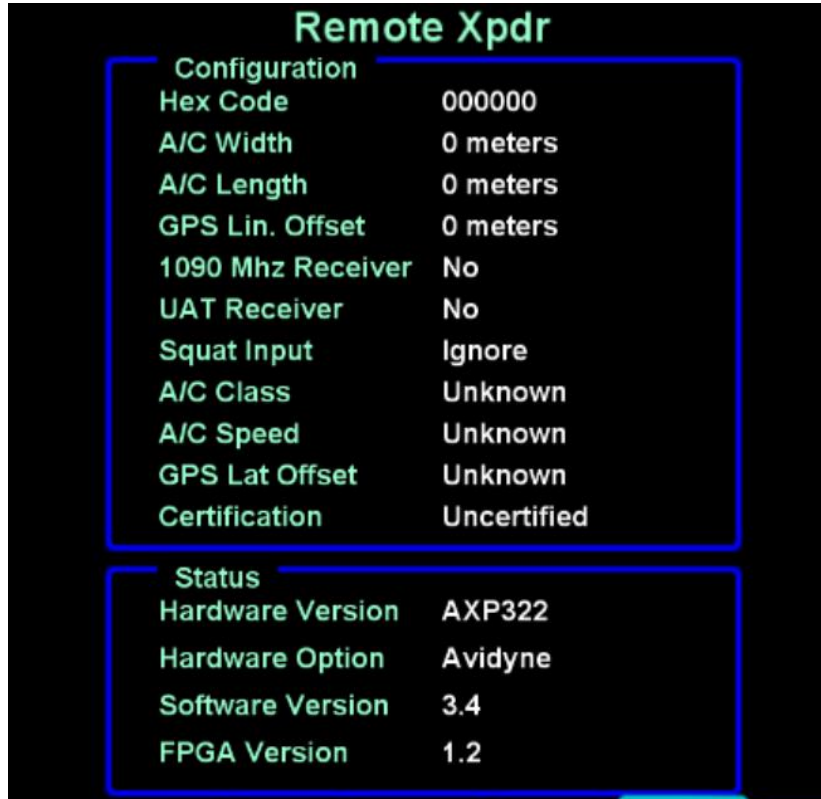 Remote Xpdr
Configuration
Hex Code 000000
A/C Width 0 meters
A/C Length 0 meters
GPS Lin. Offset 0 meters
1090 Mhz Receiver No
UAT Receiver No
Squat Input Ignore
A/C Class Unknown
A/C Speed Unknown
GPS Lat Offset Unknown
Certification Uncertified
Status
Hardware Version AXP322
Hardware Option Avidyne
Software Version 3.4
FPGA Version 1.2